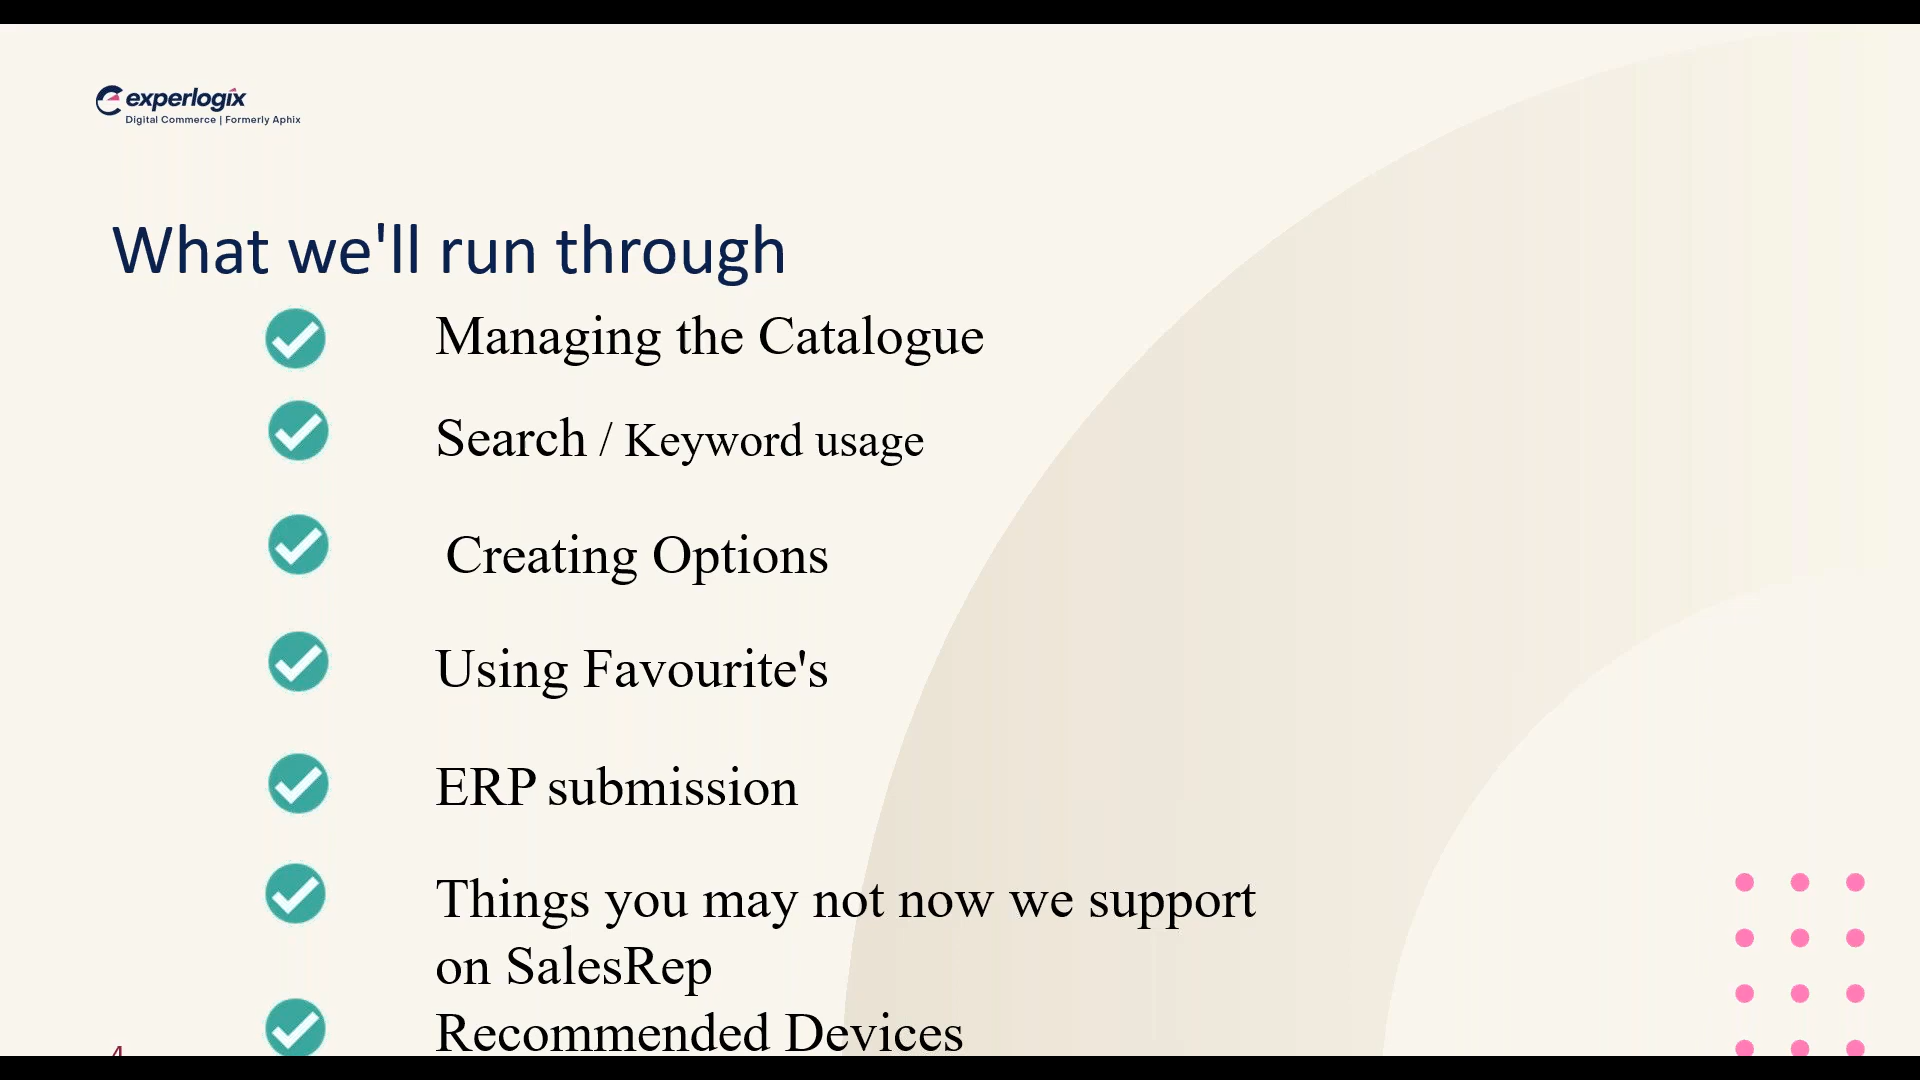 experlogix
Digital Commerce | Formerly Aphix
What we'll run through
Managing the Catalogue
Search / Keyword usage
Creating Options
Using Favourite's
ERP submission
Things you may not now we support
on SalesRep
Recommended Devices
4